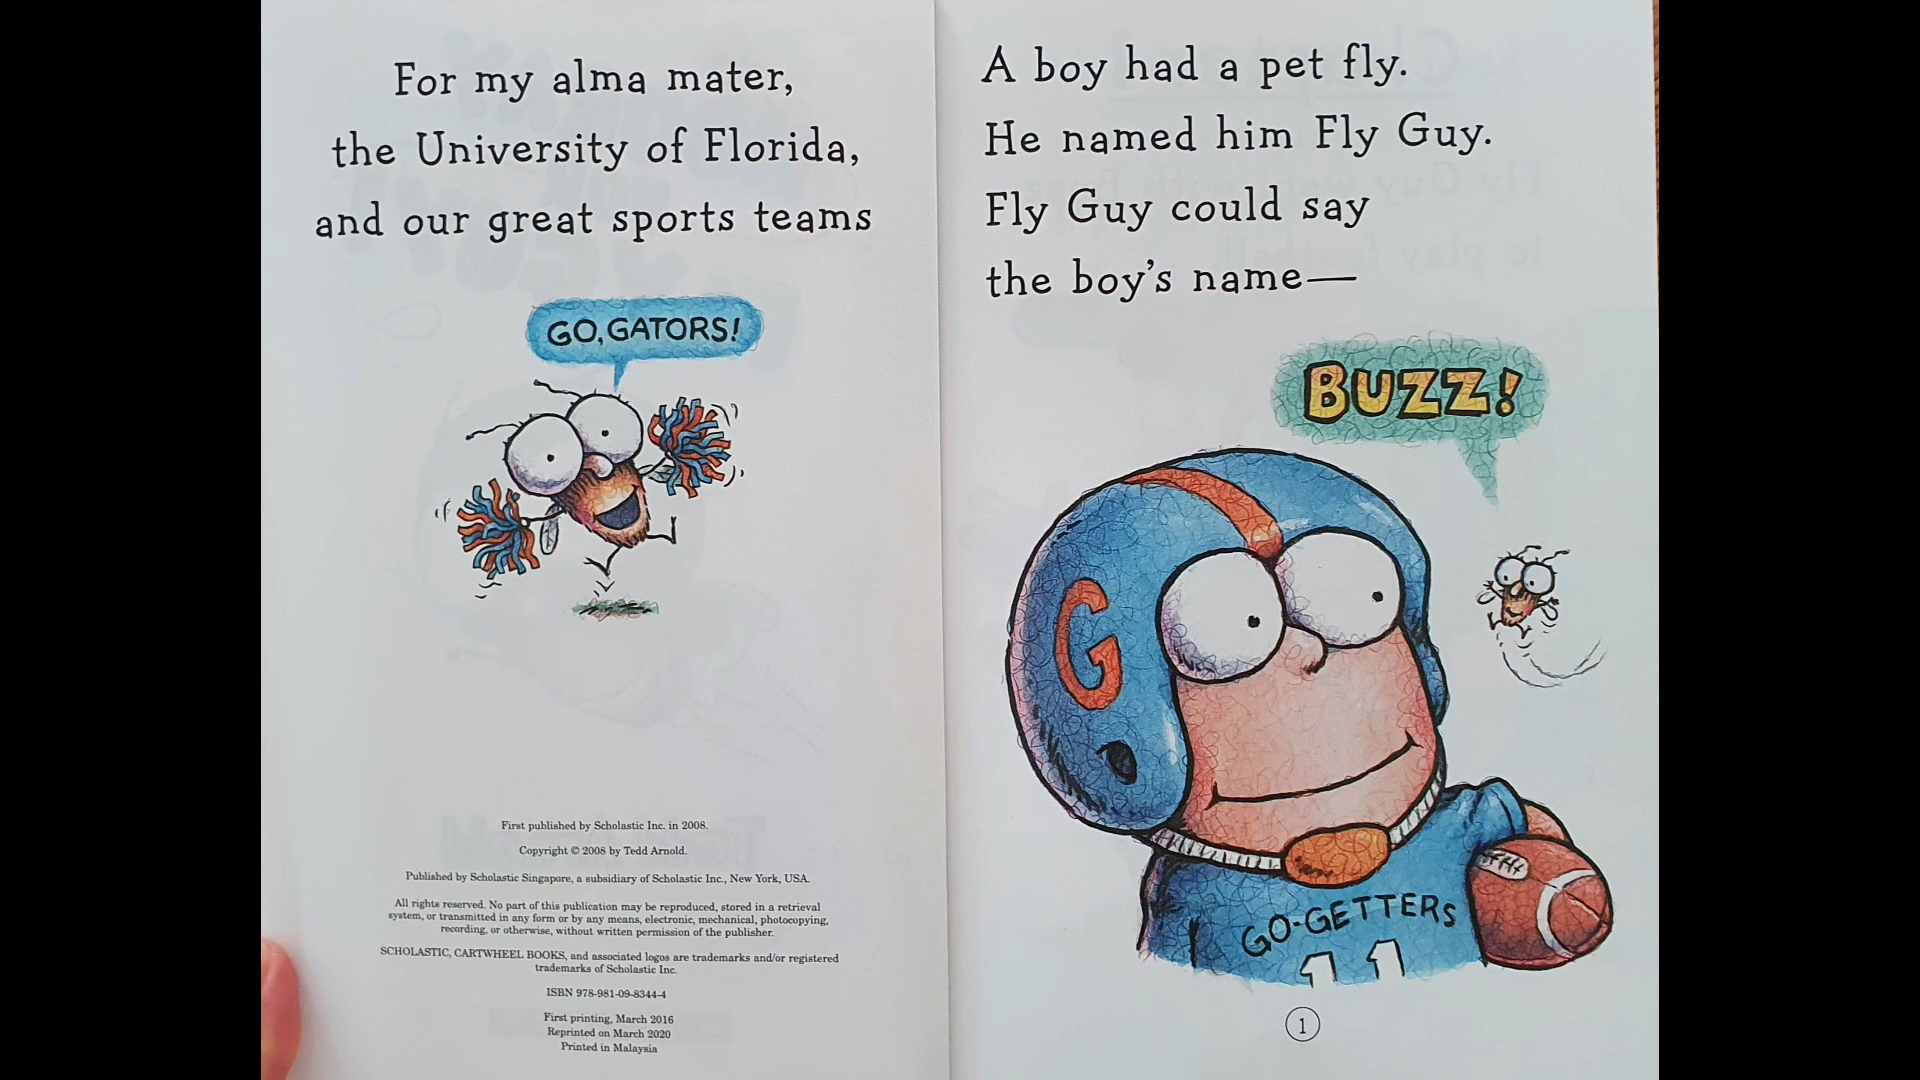 For my alma mater,
the University of Florida,
and our great sports teams
GO, GATORS!
First published by Scholastic Inc. in 2008.
Copyright © 2008 by Tedd Arnold.
Published by Scholastic Singapore, a subsidiary of Scholastic Inc., New York, USA.
All rights reserved. No part of this publication may be reproduced, stored in a retrieval
system, or transmitted in any form or by any means, electronic, mechanical, photocopying,
recording, or otherwise, without written permission of the publisher.
SCHOLASTIC, CARTWHEEL BOOKS, and associated logos are trademarks and/or registered
trademarks of Scholastic Inc.
ISBN 978-981-09-8344-4
First printing, March 2016
Reprinted on March 2020
Printed in Malaysia
A boy had a pet fly.
He named him Fly Guy.
Fly Guy could say
the boy's name—
BUZZ!
G
GO-GETTERS
11
1